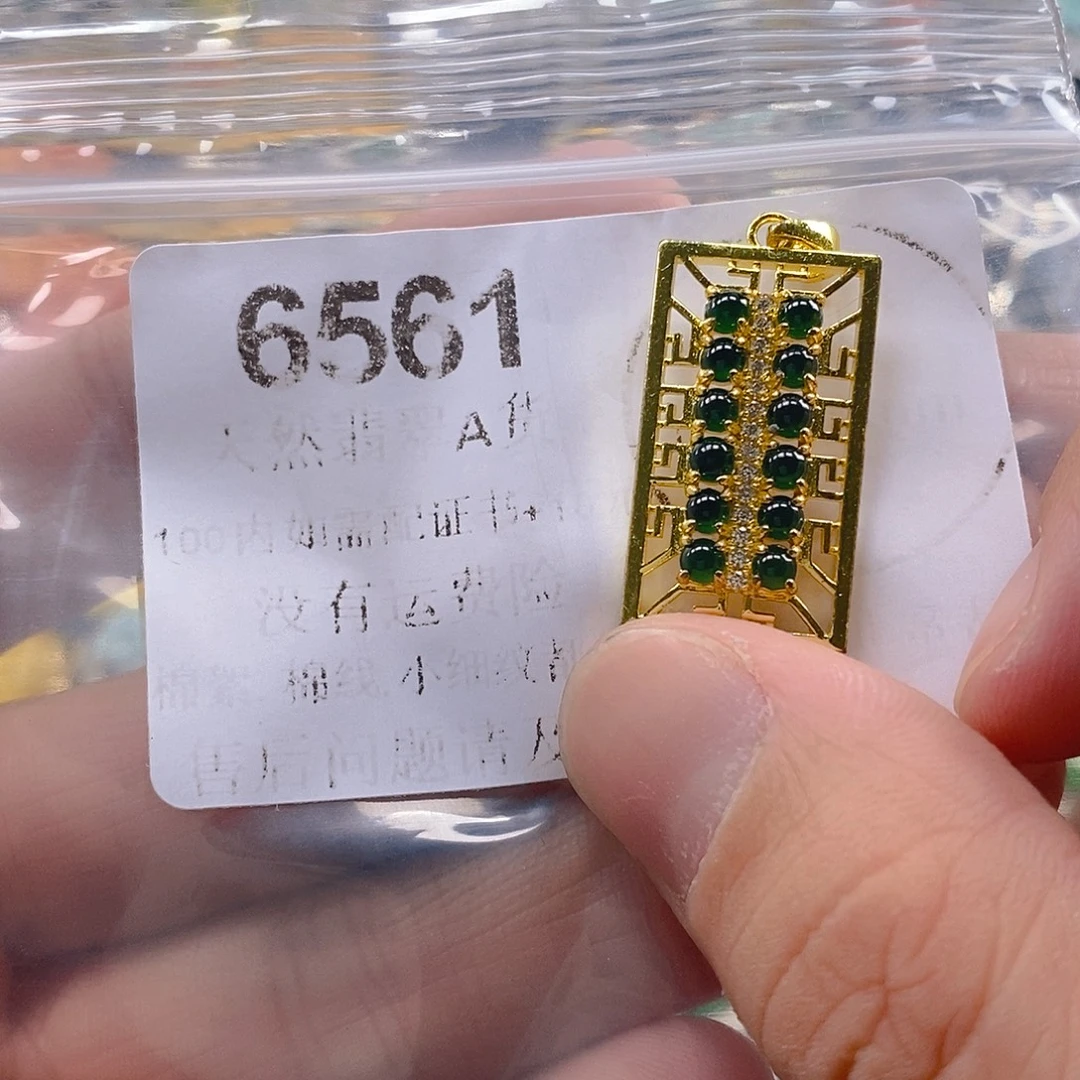 6561
天然翡翠 A货
100内如需配证书
没有运费险
棉絮 棉线 小细纹
售后问题请